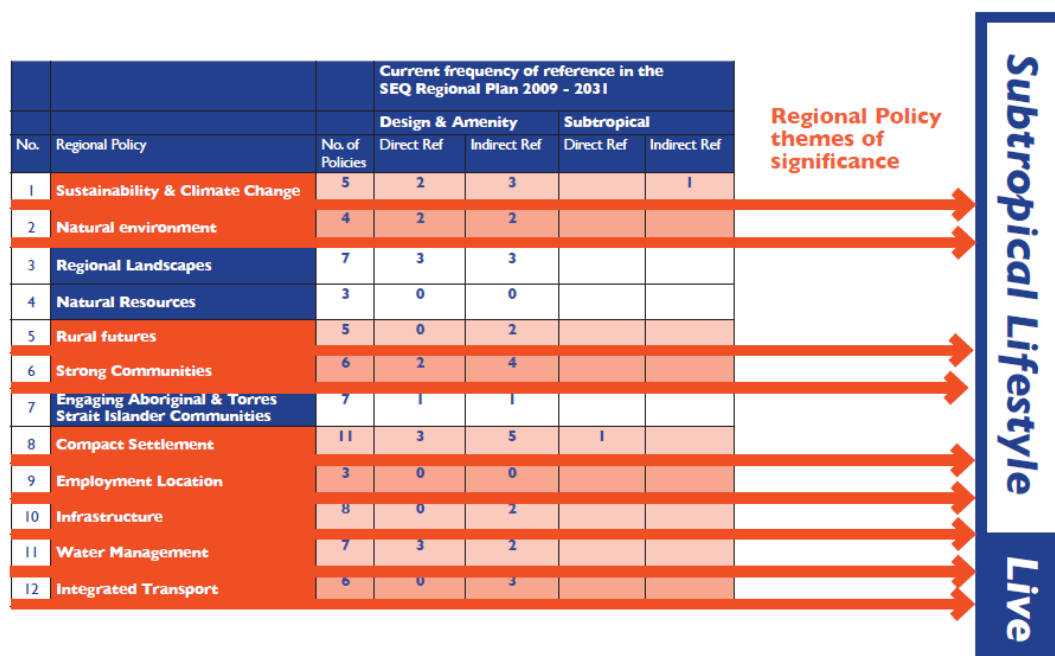 Current frequency of reference in the
SEQ Regional Plan 2009 - 2031
Design & Amenity Subtropical
No. Regional Policy No. of Policies Direct Ref Indirect Ref Direct Ref Indirect Ref
1 Sustainability & Climate Change 5 2 3 1
2 Natural environment 4 2 2
3 Regional Landscapes 7 3 3
4 Natural Resources 3 0 0
5 Rural futures 5 0 2
6 Strong Communities 6 2 4
7 Engaging Aboriginal & Torres Strait Islander Communities 7 1 1
8 Compact Settlement 11 3 5 1
9 Employment Location 3 0 0
10 Infrastructure 8 0 2
11 Water Management 7 3 2
12 Integrated Transport 6 0 3
Regional Policy
themes of
significance
Subtropical Lifestyle
Live